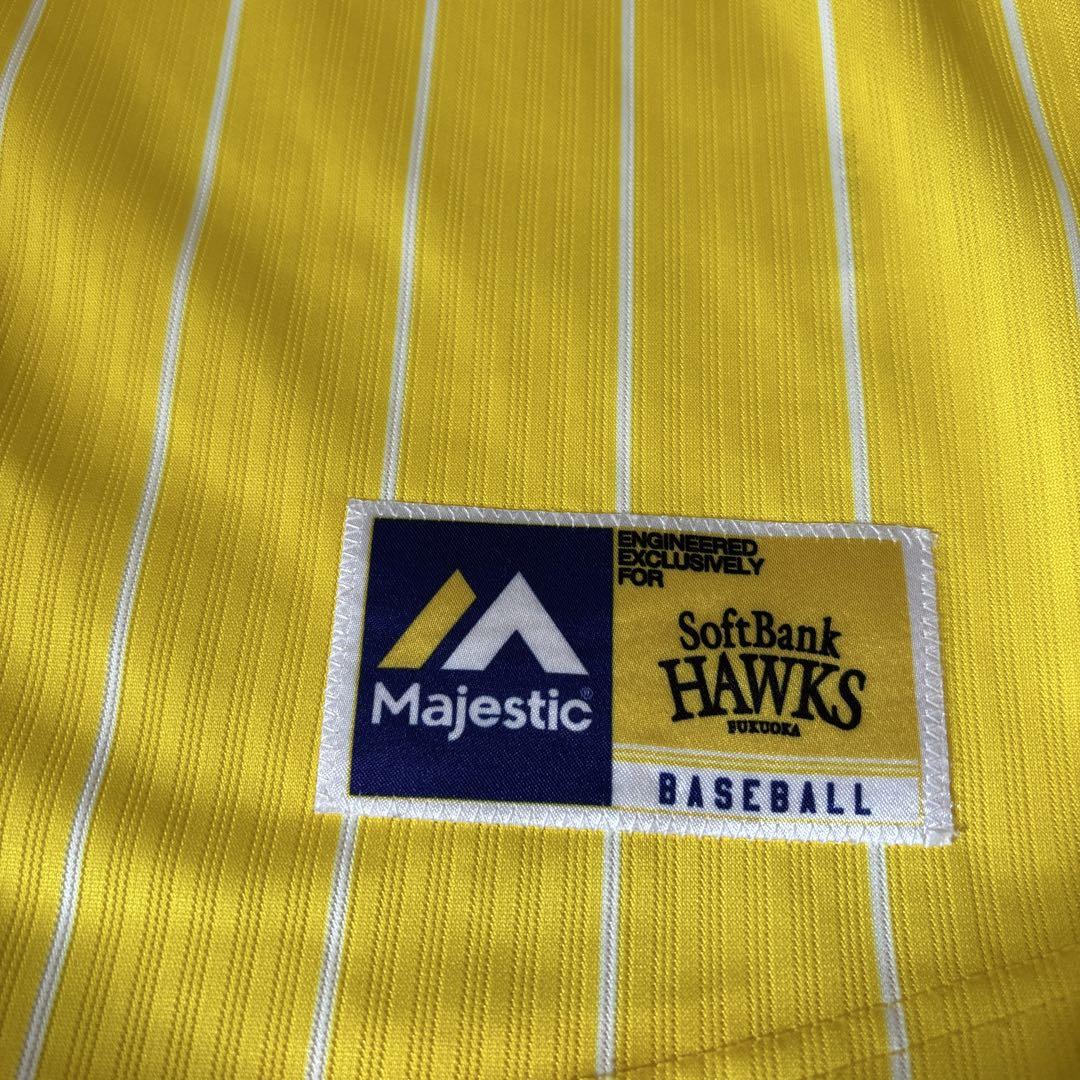 Majestic®
ENGINEERED
EXCLUSIVELY
FOR
SoftBank
HAWKS
FUKUOKA
BASEBALL